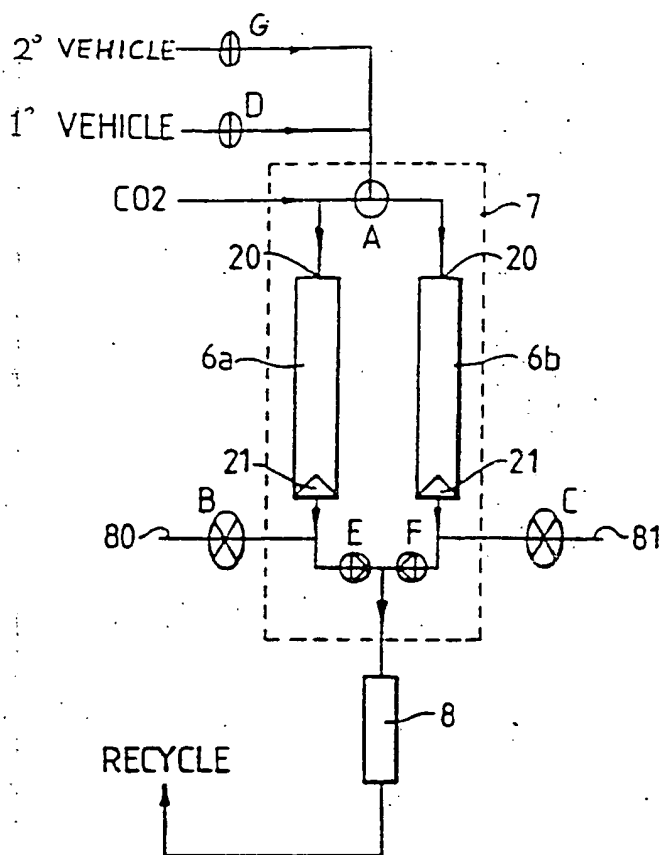 2° VEHICLE G
1° VEHICLE D
CO2
A
7
20 20
6a 6b
21 21
B C
80 E F 81
8
RECYCLE